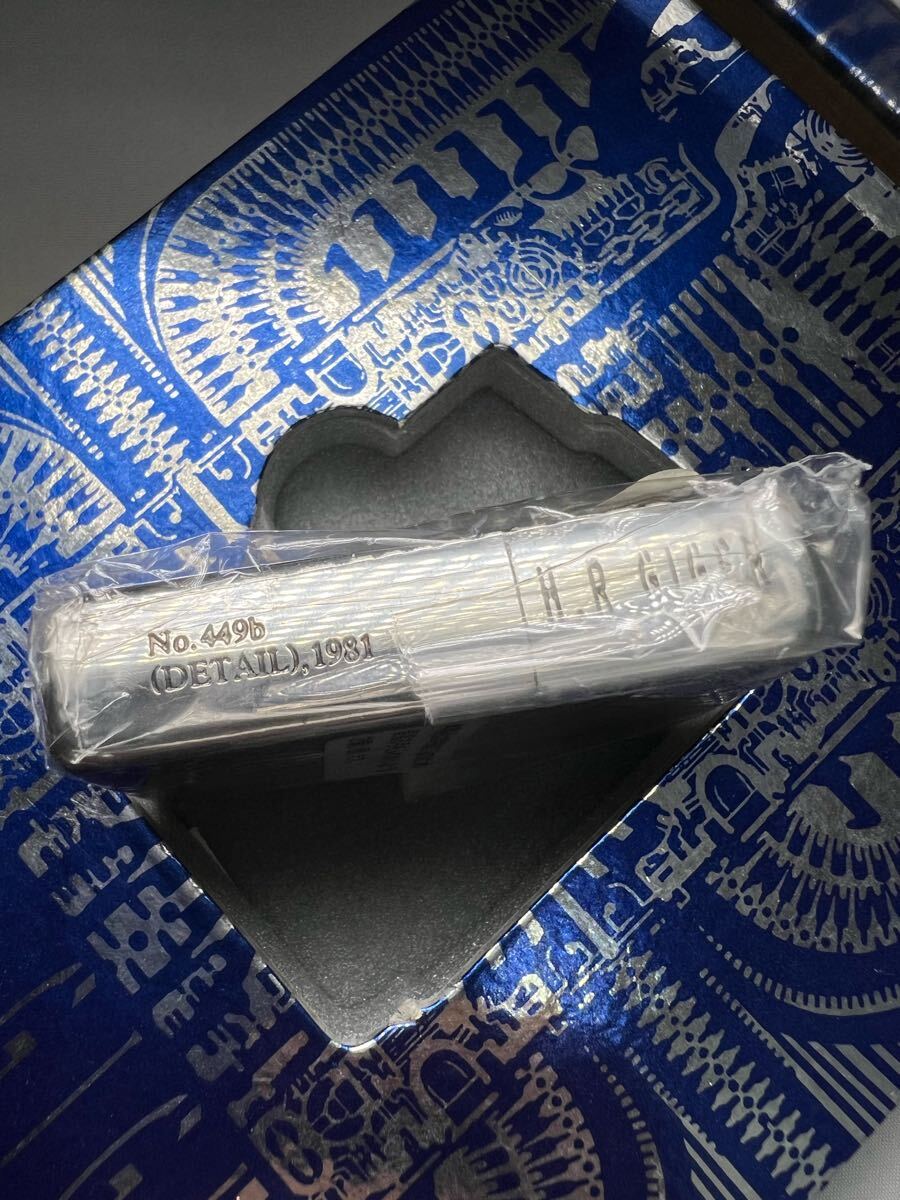 No. 449b
(DETAIL), 1981
H.R GIGER